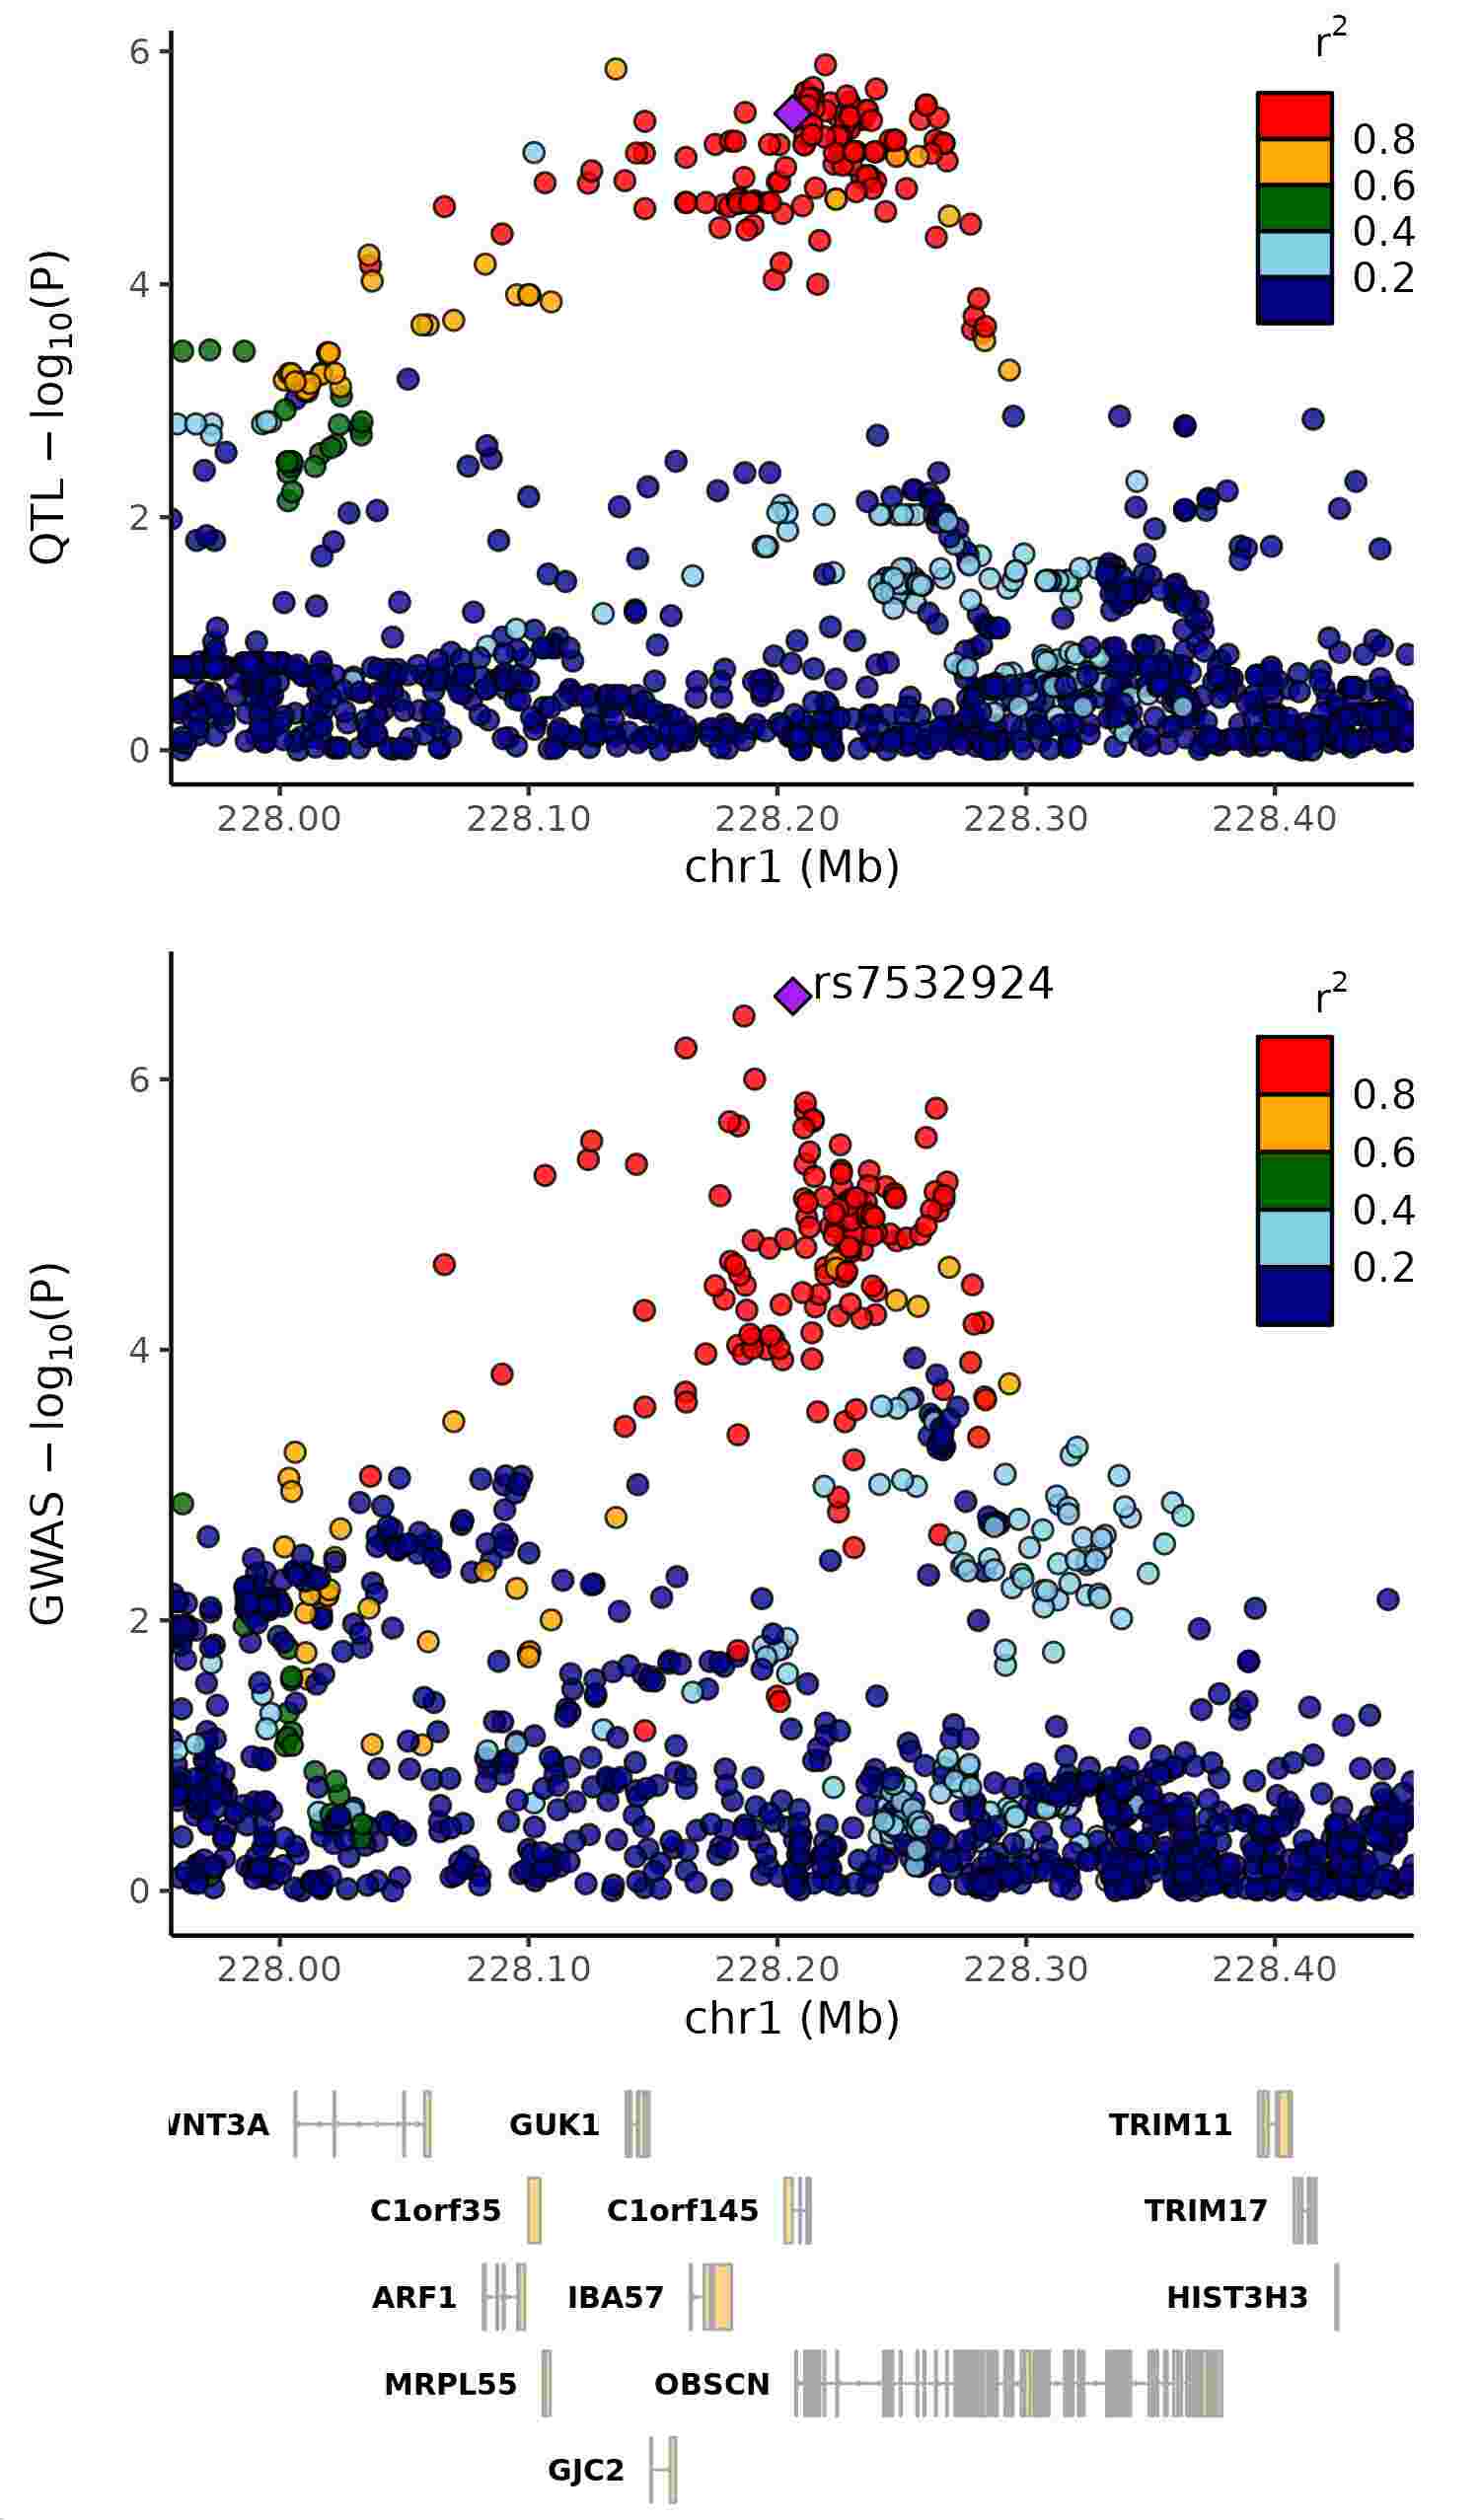 r2
6
4
2
0
QTL − log10(P)
0.8
0.6
0.4
0.2
228.00 228.10 228.20 228.30 228.40
chr1 (Mb)
rs7532924
r2
6
4
2
0
GWAS − log10(P)
0.8
0.6
0.4
0.2
228.00 228.10 228.20 228.30 228.40
chr1 (Mb)
WNT3A GUK1 TRIM11
C1orf35 C1orf145 TRIM17
ARF1 IBA57 HIST3H3
MRPL55 OBSCN
GJC2